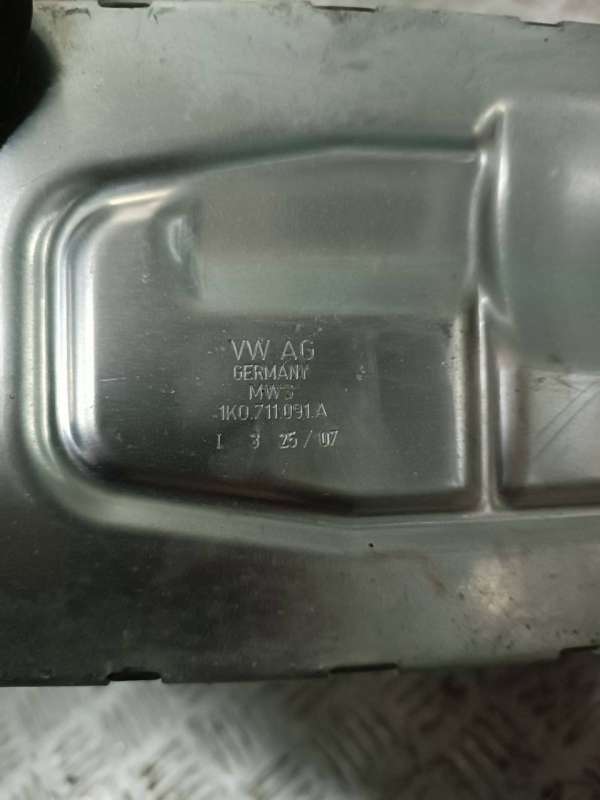 VW AG
GERMANY
MWS
1K0.711.091.A
I 3 25/07